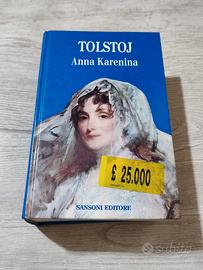 TOLSTOJ
Anna Karenina
£ 25.000
SANSONI EDITORE
subito